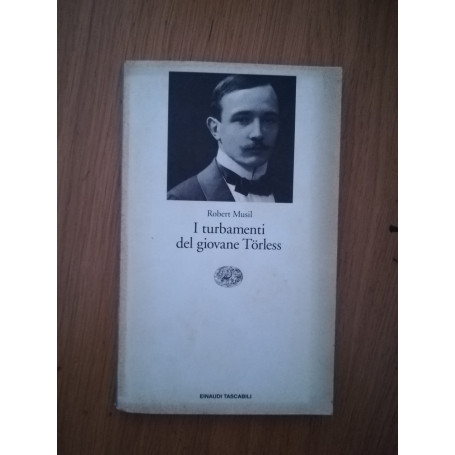 Robert Musil
I turbamenti
del giovane Törless
EINAUDI TASCABILI